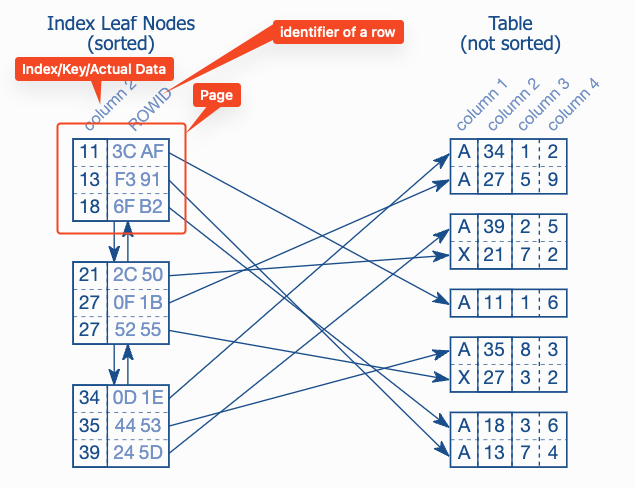 Index Leaf Nodes
(sorted)
identifier of a row
Index/Key/Actual Data
column 2
ROWID
Page
11 3C AF
13 F3 91
18 6F B2
21 2C 50
27 0F 1B
27 52 55
34 0D 1E
35 44 53
39 24 5D
Table
(not sorted)
column 1
column 2
column 3
column 4
A 34 1 2
A 27 5 9
A 39 2 5
X 21 7 2
A 11 1 6
A 35 8 3
X 27 3 2
A 18 3 6
A 13 7 4